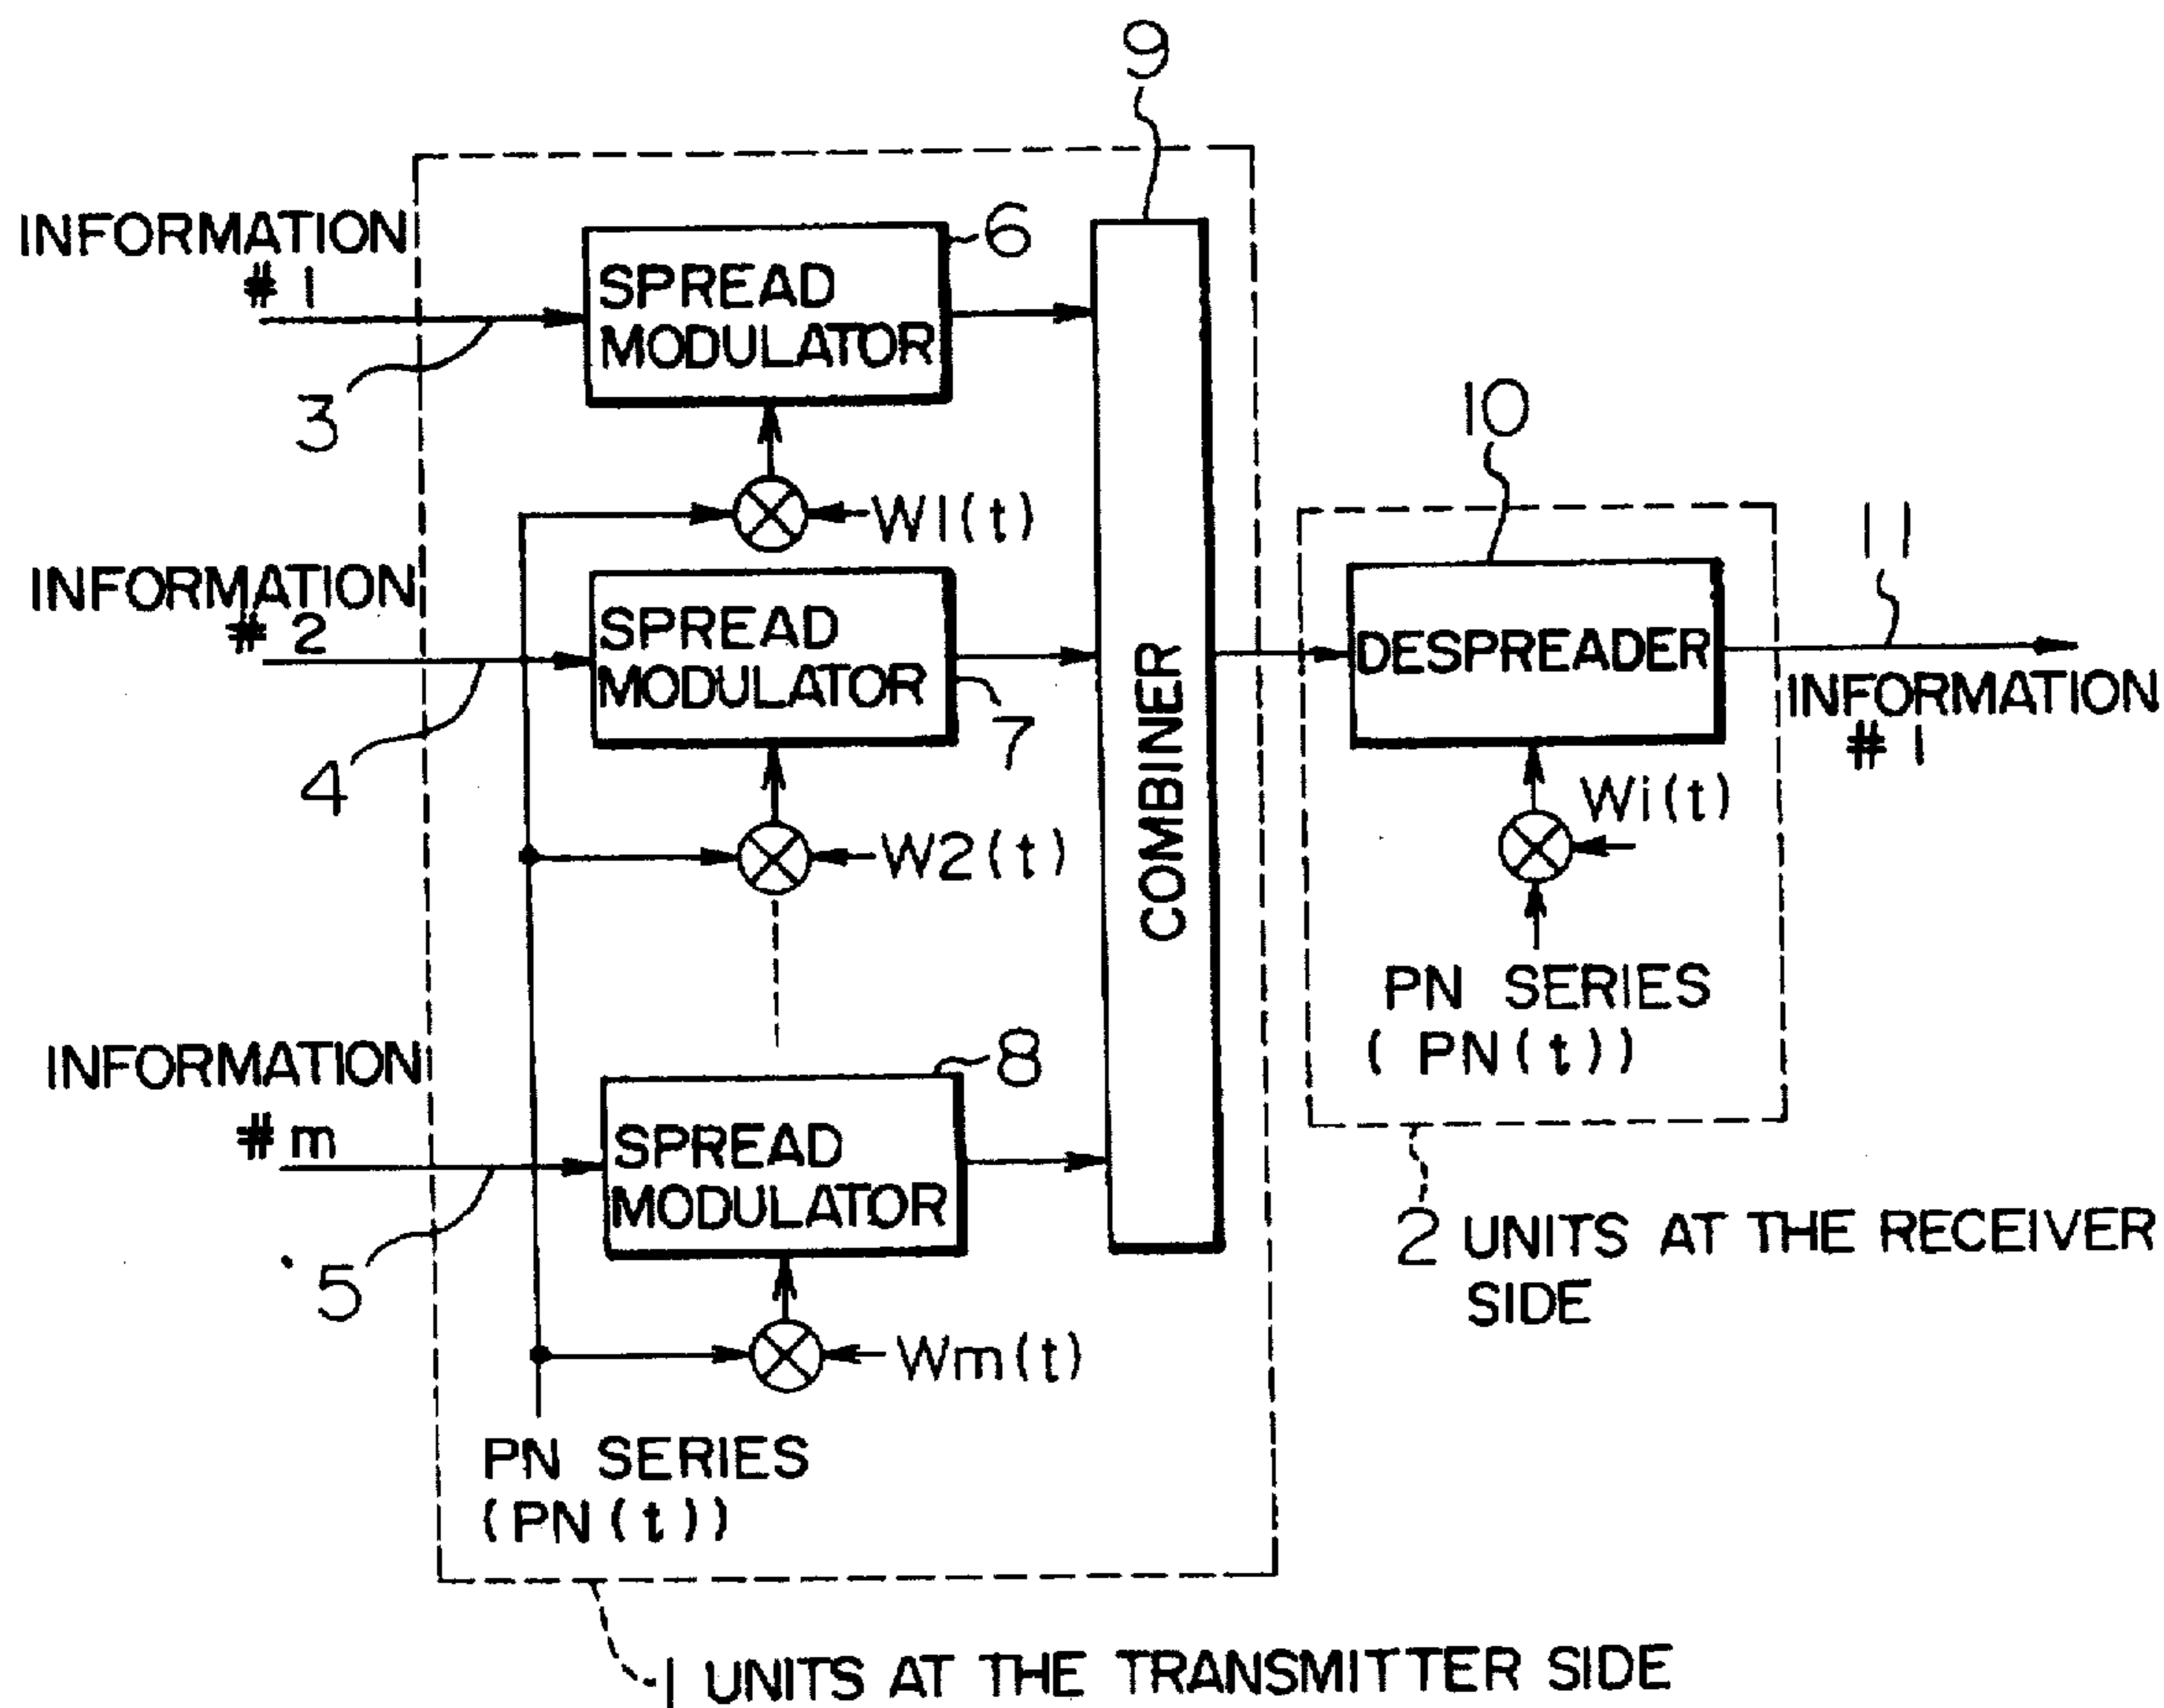 9
INFORMATION
# 1
SPREAD
MODULATOR
6
3
W1(t)
10
11
INFORMATION
# 2
SPREAD
MODULATOR
7
4
W2(t)
COMBINER
DESPREADER
INFORMATION
# 1
Wi(t)
PN SERIES
( PN(t))
INFORMATION
# m
SPREAD
MODULATOR
8
5
Wm(t)
2 UNITS AT THE RECEIVER
SIDE
PN SERIES
(PN(t))
1 UNITS AT THE TRANSMITTER SIDE